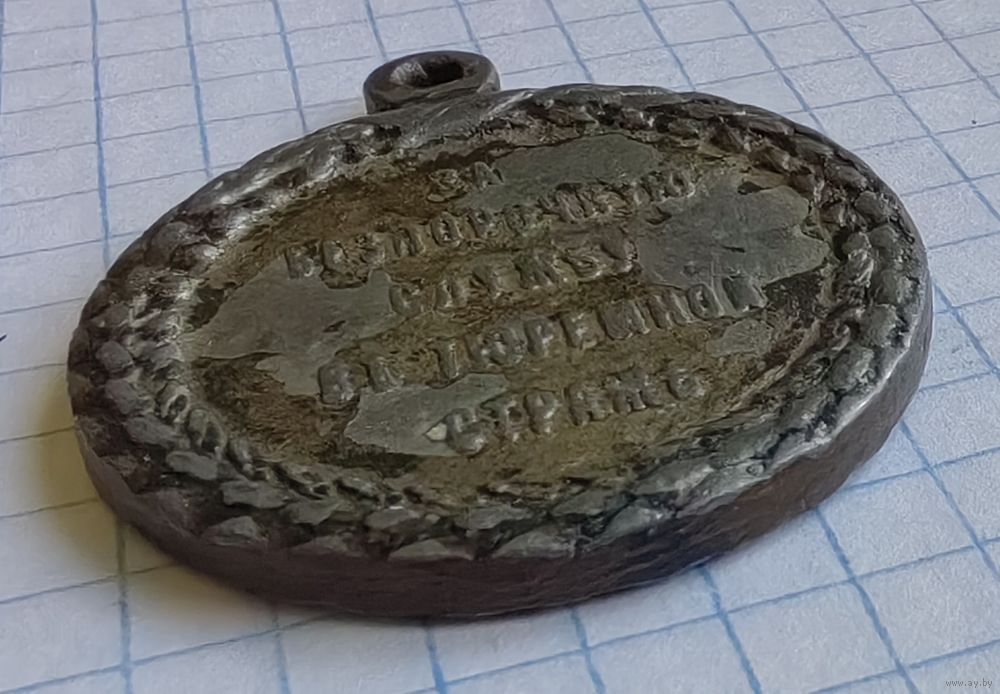 ЗА
БЕЗПОРОЧНУЮ
СЛУЖБУ
ВЪ ТЮРЕМНОЙ
СТРАЖѢ
www.ay.by